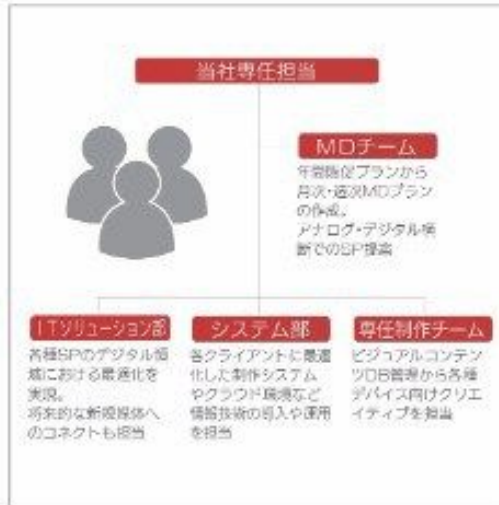 当社専任担当
MDチーム
年間販促プランから
月次・週次MDプラン
の作成。
アナログ・デジタル横
断でのSP提案
ITソリューション部
各種SPのデジタル領
域における最適化を
実現。
将来的な新規媒体へ
のコネクトも担当
システム部
各クライアントに最適
化した制作システム
やクラウド環境など
情報技術の導入や運用
を担当
専任制作チーム
ビジュアルコンテン
ツDB管理から各種
デバイス向けクリエ
イティブを担当